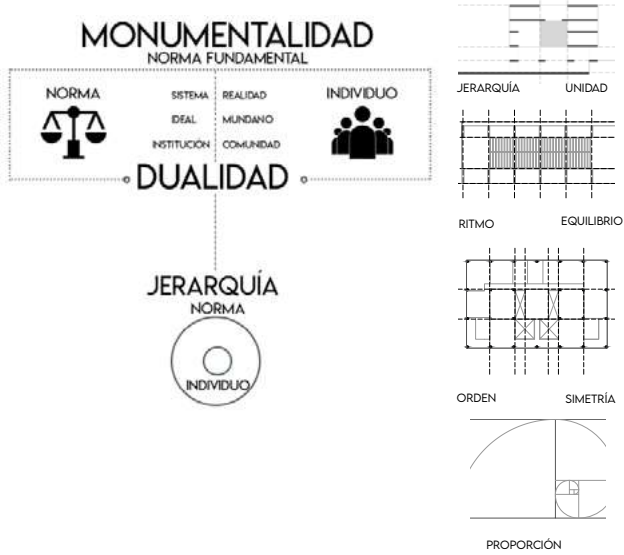 MONUMENTALIDAD
NORMA FUNDAMENTAL
NORMA
SISTEMA REALIDAD
IDEAL MUNDANO
INSTITUCIÓN COMUNIDAD
INDIVIDUO
DUALIDAD
JERARQUÍA
NORMA
INDIVIDUO
JERARQUÍA UNIDAD
RITMO EQUILIBRIO
ORDEN SIMETRÍA
PROPORCIÓN